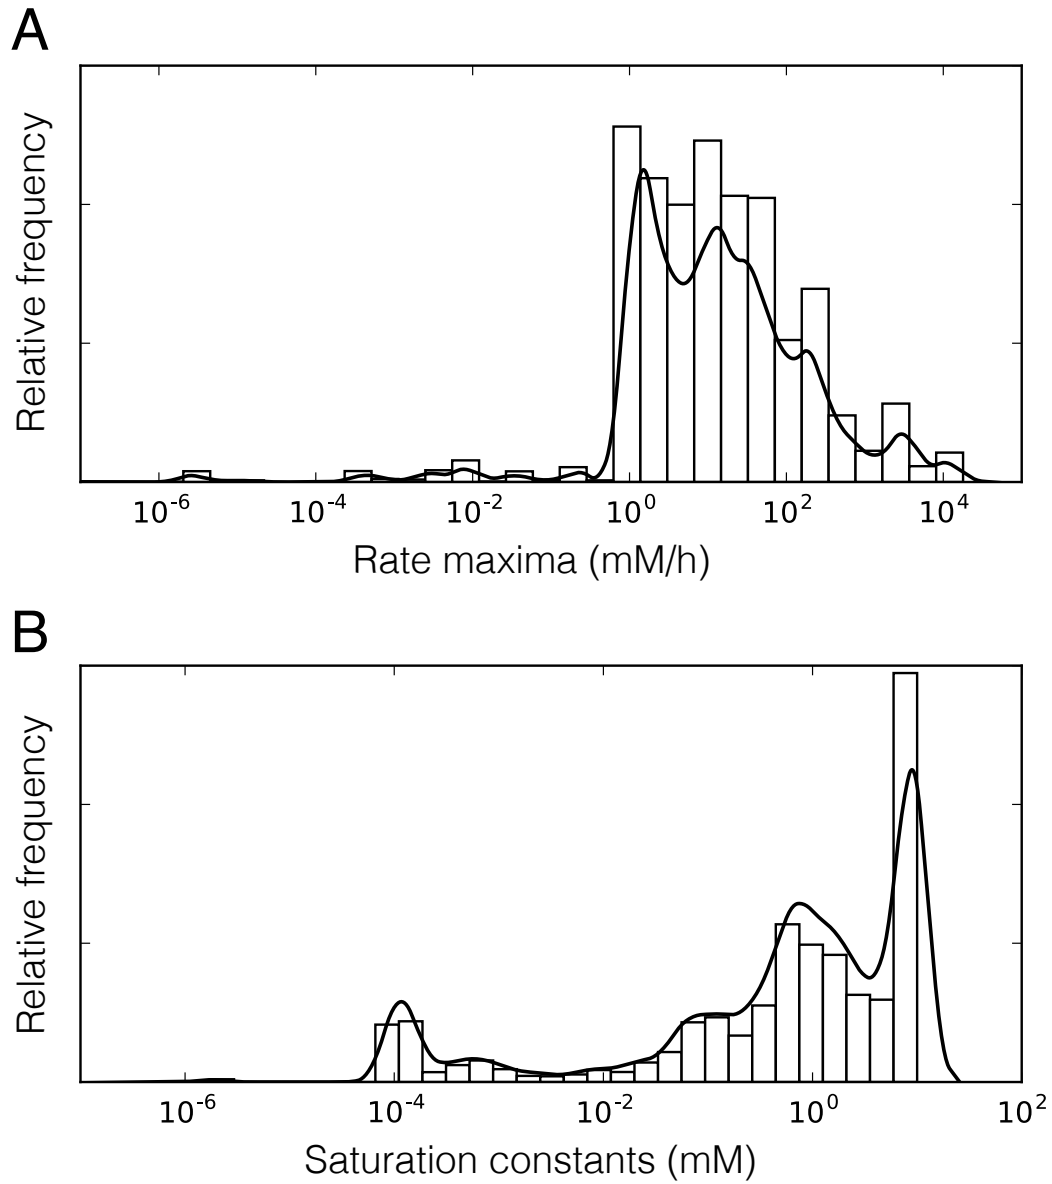 A
Relative frequency
10⁻⁶ 10⁻⁴ 10⁻² 10⁰ 10² 10⁴
Rate maxima (mM/h)
B
Relative frequency
10⁻⁶ 10⁻⁴ 10⁻² 10⁰ 10²
Saturation constants (mM)